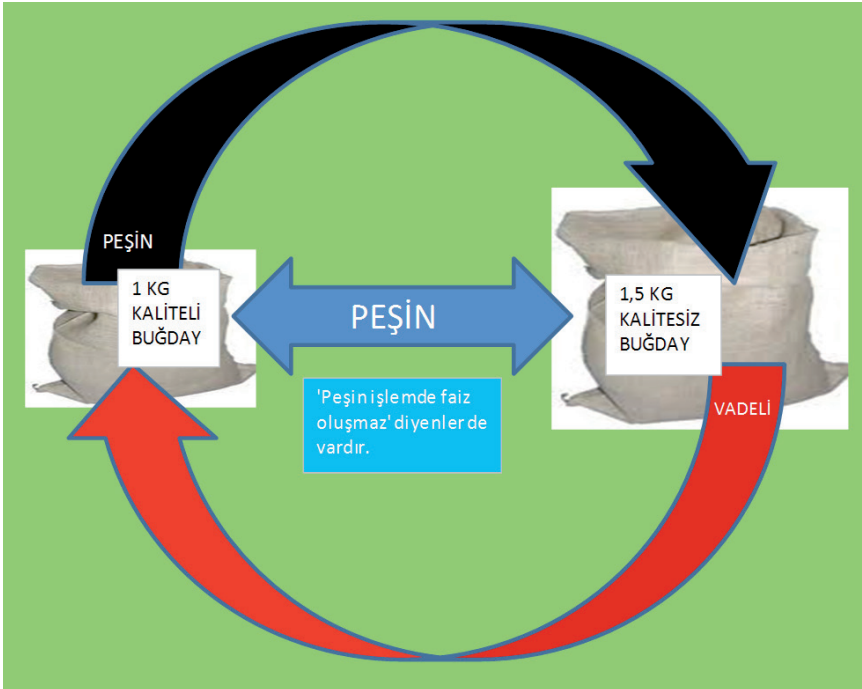 PEŞİN
1 KG
KALİTELİ
BUĞDAY
PEŞİN
1,5 KG
KALİTESİZ
BUĞDAY
'Peşin işlemde faiz
oluşmaz' diyenler de
vardır.
VADELİ